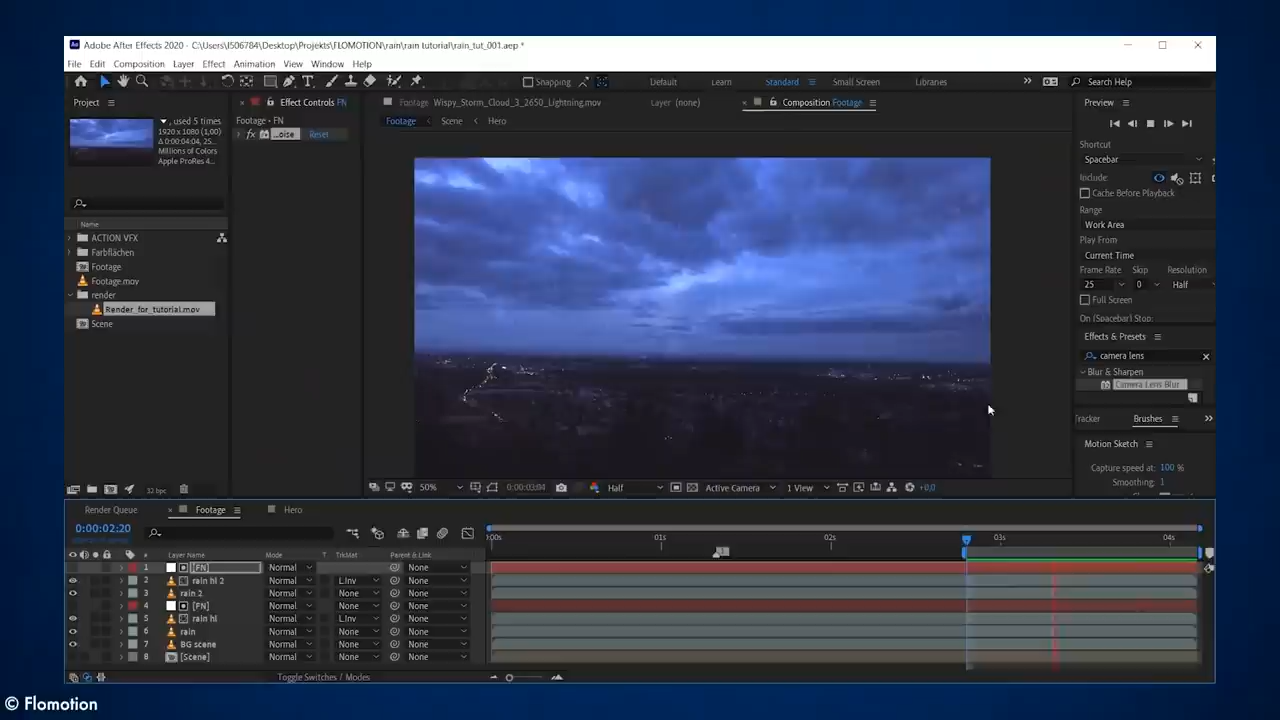 Adobe After Effects 2020 - C:\Users\I506784\Desktop\Projekts\FLOMOTION\rain\rain tutorial\rain_tut_001.aep *
File Edit Composition Layer Effect Animation View Window Help
Snapping Default Learn Standard Small Screen Libraries Search Help
Project
, used 5 times
1920 x 1080 (1,00)
Δ 0:00:04:04, 25...
Millions of Colors
Apple ProRes 4...
Name
ACTION VFX
Farbflächen
Footage
Footage.mov
render
Render_for_tutorial.mov
Scene
32 bpc
Effect Controls FN
Footage • FN
fx ...oise Reset
Footage Wispy_Storm_Cloud_3_2650_Lightning.mov Layer (none) Composition Footage
Footage Scene Hero
50% 0:00:03:04 Half Active Camera 1 View +0,0
Preview
Shortcut
Spacebar
Include:
Cache Before Playback
Range
Work Area
Play From
Current Time
Frame Rate Skip Resolution
25 0 Half
Full Screen
On (Spacebar) Stop:
Effects & Presets
camera lens
Blur & Sharpen
Camera Lens Blur
Tracker Brushes
Motion Sketch
Capture speed at: 100 %
Smoothing: 1
Render Queue Footage Hero
0:00:02:20
:00s 01s 02s 03s 04s
1
# Layer Name Mode T TrkMat Parent & Link
1 [FN] Normal None
2 rain hl 2 Normal L.Inv None
3 rain 2 Normal None None
4 [FN] Normal None None
5 rain hl Normal L.Inv None
6 rain Normal None None
7 BG scene Normal None None
8 [Scene] Normal None None
Toggle Switches / Modes
© Flomotion